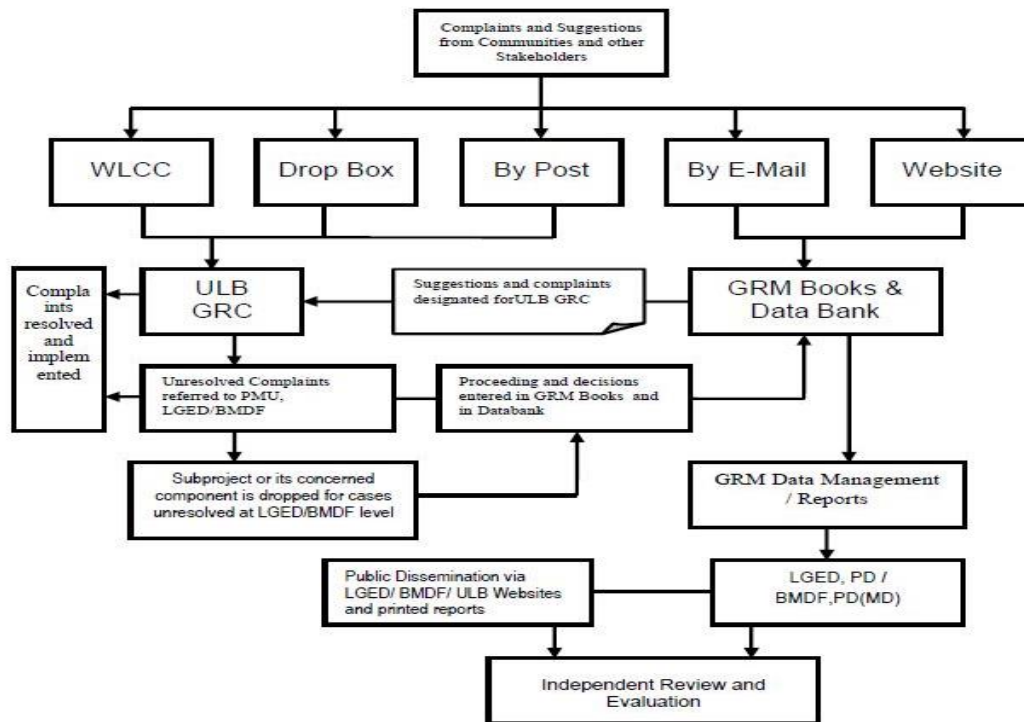 Complaints and Suggestions
from Communities and other
Stakeholders
WLCC
Drop Box
By Post
By E-Mail
Website
Compla
ints
resolved
and
implem
ented
ULB
GRC
Suggestions and complaints
designated forULB GRC
GRM Books &
Data Bank
Unresolved Complaints
referred to PMU,
LGED/BMDF
Proceeding and decisions
entered in GRM Books and
in Databank
Subproject or its concerned
component is dropped for cases
unresolved at LGED/BMDF level
GRM Data Management
/ Reports
Public Dissemination via
LGED/ BMDF/ ULB Websites
and printed reports
LGED, PD /
BMDF,PD(MD)
Independent Review and
Evaluation